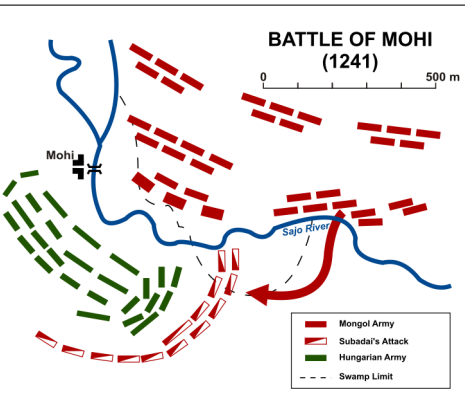 BATTLE OF MOHI
(1241)
0 500 m
Mohi
Sajo River
Mongol Army
Subadai's Attack
Hungarian Army
Swamp Limit